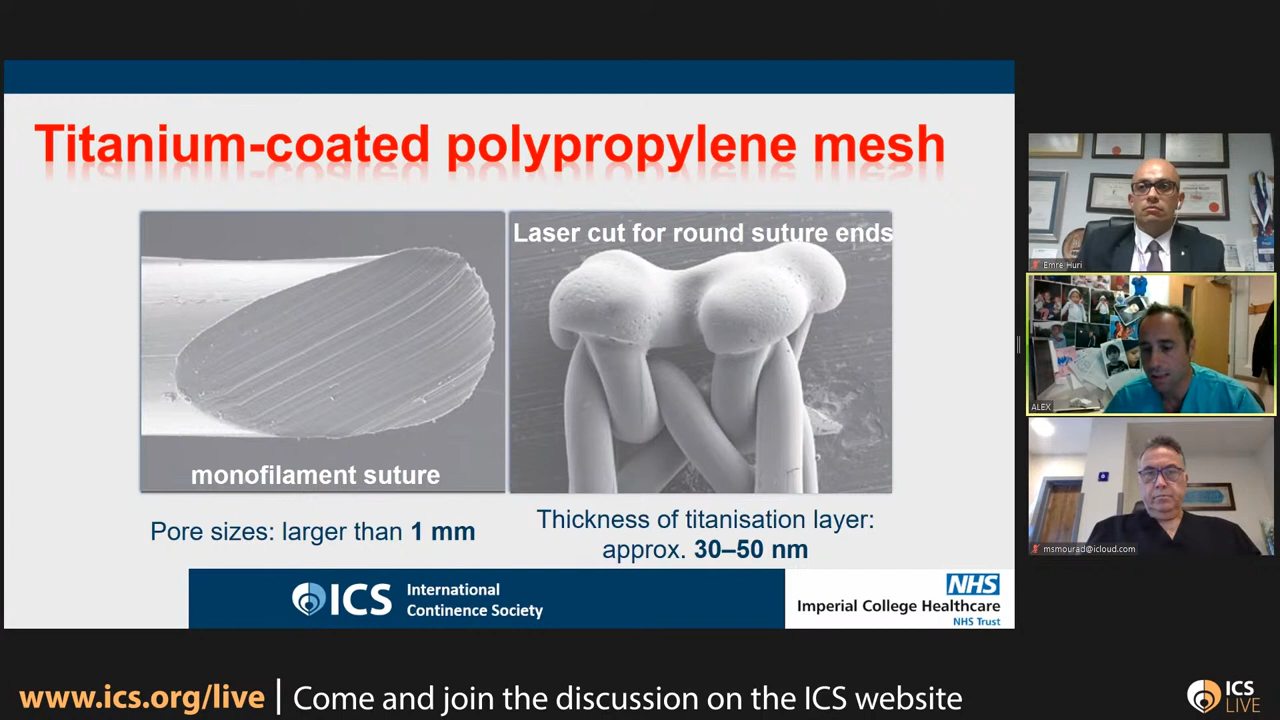 Titanium-coated polypropylene mesh
Laser cut for round suture ends
monofilament suture
Pore sizes: larger than 1 mm
Thickness of titanisation layer:
approx. 30–50 nm
ICS
International
Continence Society
NHS
Imperial College Healthcare
NHS Trust
Emre Huri
ALEX
msmourad@icloud.com
www.ics.org/live | Come and join the discussion on the ICS website
ICS
LIVE